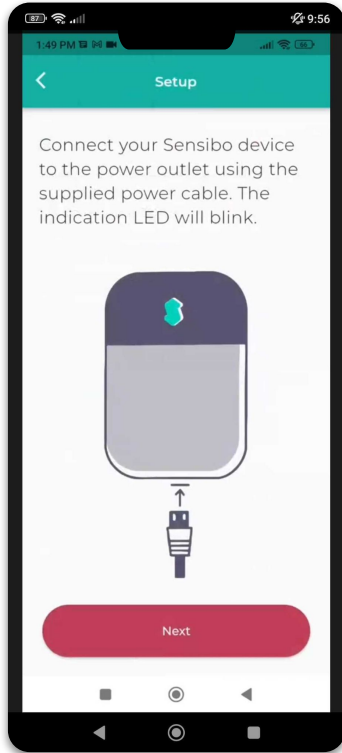 87 9:56
1:49 PM 55
Setup
Connect your Sensibo device
to the power outlet using the
supplied power cable. The
indication LED will blink.
Next